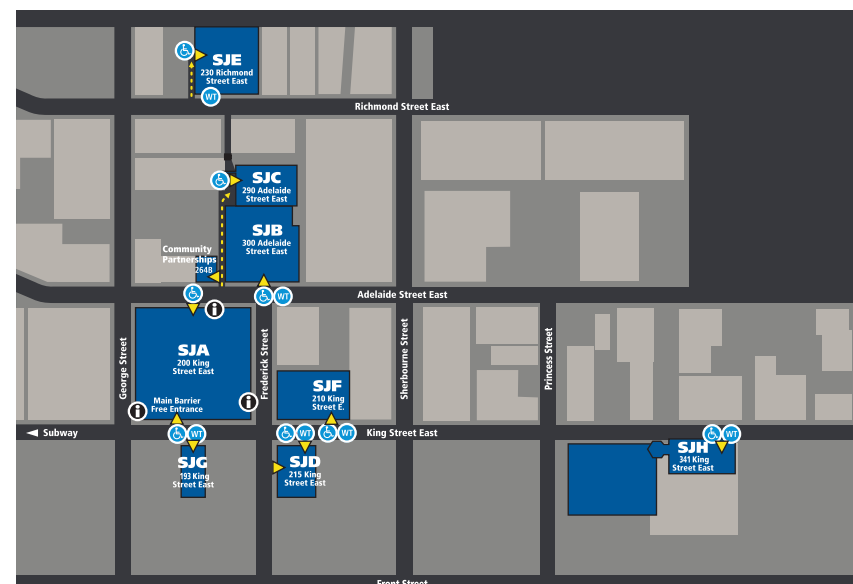 SJE
230 Richmond
Street East
WT
Richmond Street East
SJC
290 Adelaide
Street East
SJB
300 Adelaide
Street East
Community
Partnerships
264B
WT
Adelaide Street East
i
George Street
SJA
200 King
Street East
Main Barrier
Free Entrance
i
i
Frederick Street
SJF
210 King
Street E.
Sherbourne Street
Princess Street
Subway
WT
WT
WT
King Street East
WT
SJG
193 King
Street East
SJD
215 King
Street East
SJH
341 King
Street East
Front Street